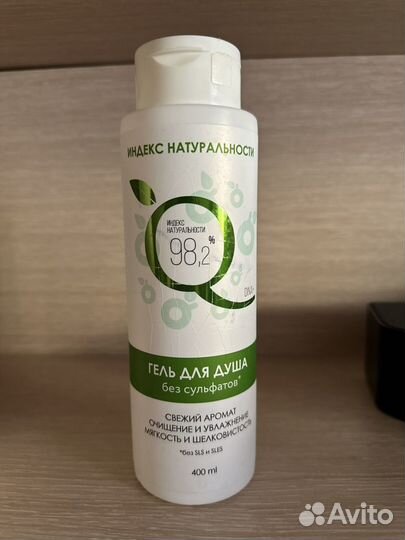 ИНДЕКС НАТУРАЛЬНОСТИ
ИНДЕКС
НАТУРАЛЬНОСТИ
98,2%
ГЕЛЬ ДЛЯ ДУША
без сульфатов*
СВЕЖИЙ АРОМАТ
ОЧИЩЕНИЕ И УВЛАЖНЕНИЕ
МЯГКОСТЬ И ШЕЛКОВИСТОСТЬ
*без SLS и SLES
400 ml
Avito